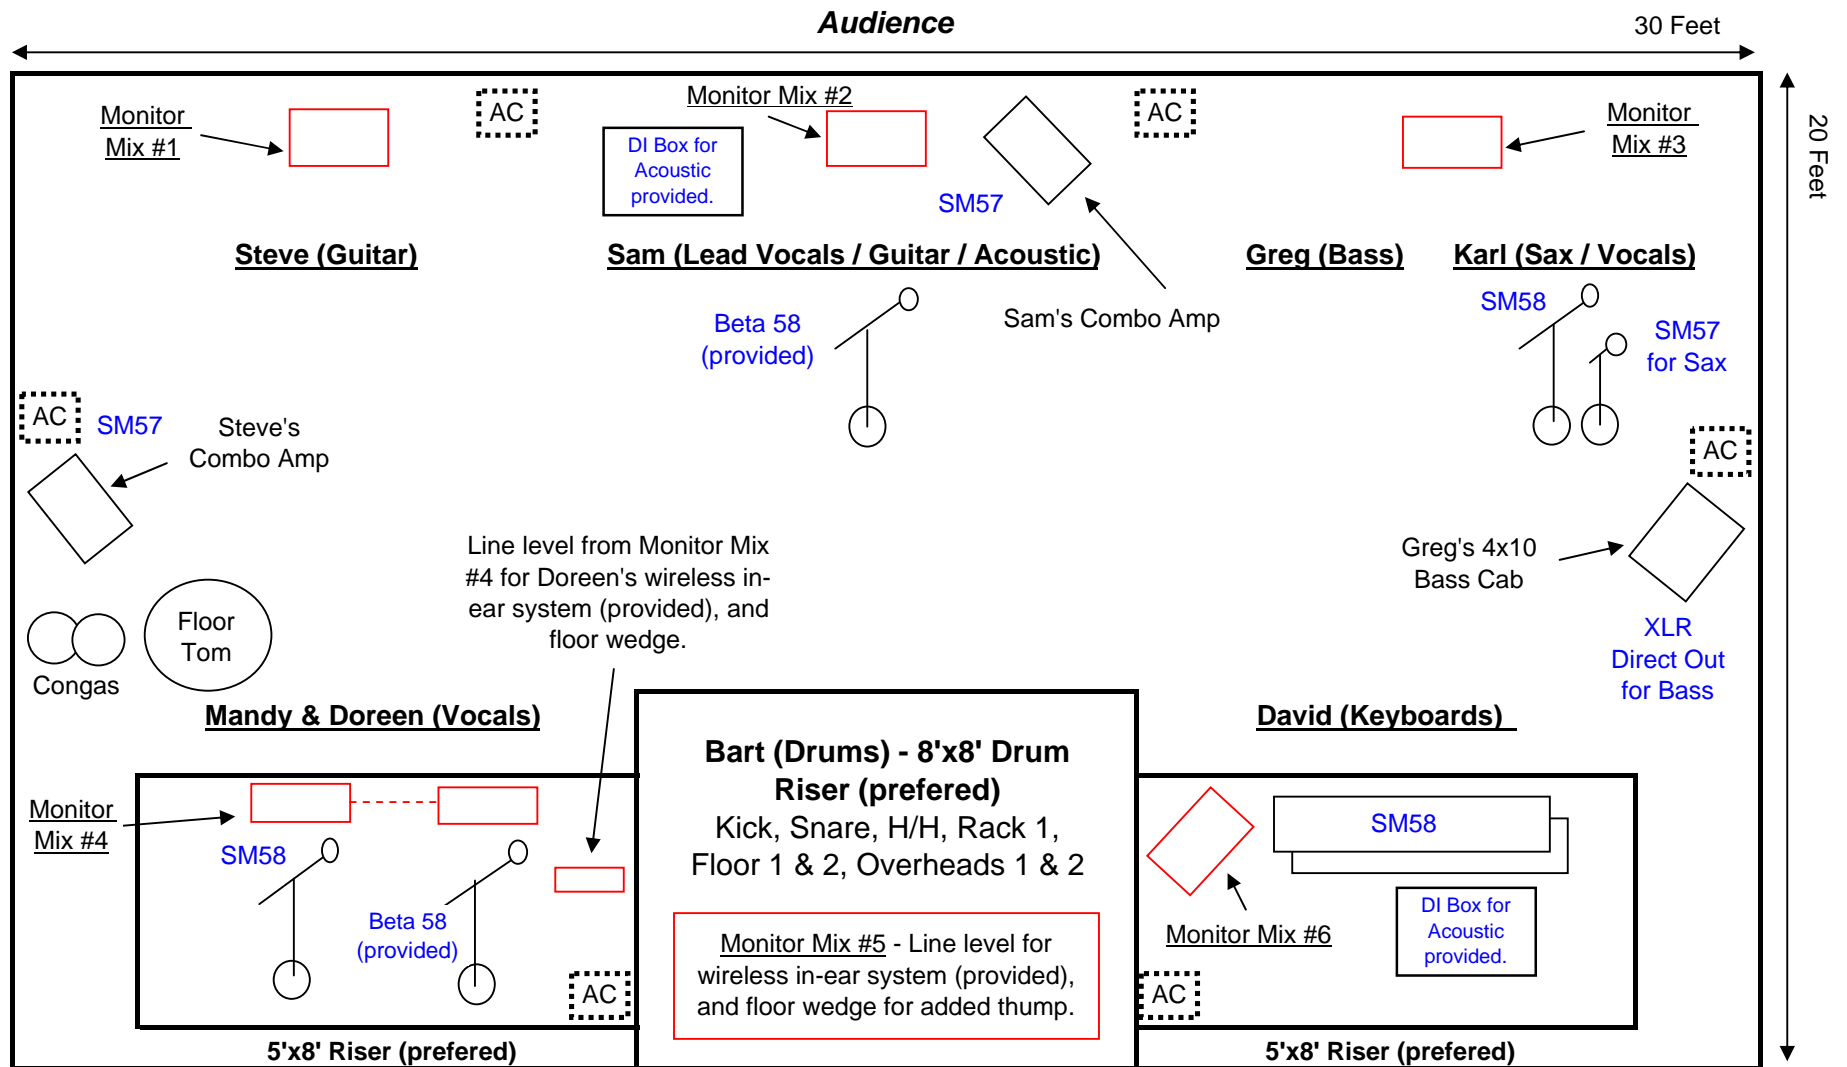 Audience
30 Feet
20 Feet
Monitor
Mix #1
AC
Monitor Mix #2
DI Box for
Acoustic
provided.
SM57
AC
Monitor
Mix #3
Steve (Guitar)
Sam (Lead Vocals / Guitar / Acoustic)
Greg (Bass)
Karl (Sax / Vocals)
Beta 58
(provided)
Sam's Combo Amp
SM58
SM57
for Sax
AC
SM57
Steve's
Combo Amp
AC
Line level from Monitor Mix
#4 for Doreen's wireless in-
ear system (provided), and
floor wedge.
Greg's 4x10
Bass Cab
XLR
Direct Out
for Bass
Floor
Tom
Congas
Mandy & Doreen (Vocals)
David (Keyboards)
Bart (Drums) - 8'x8' Drum
Riser (prefered)
Kick, Snare, H/H, Rack 1,
Floor 1 & 2, Overheads 1 & 2
Monitor Mix #5 - Line level for
wireless in-ear system (provided),
and floor wedge for added thump.
Monitor
Mix #4
SM58
Beta 58
(provided)
AC
SM58
DI Box for
Acoustic
provided.
Monitor Mix #6
AC
5'x8' Riser (prefered)
5'x8' Riser (prefered)